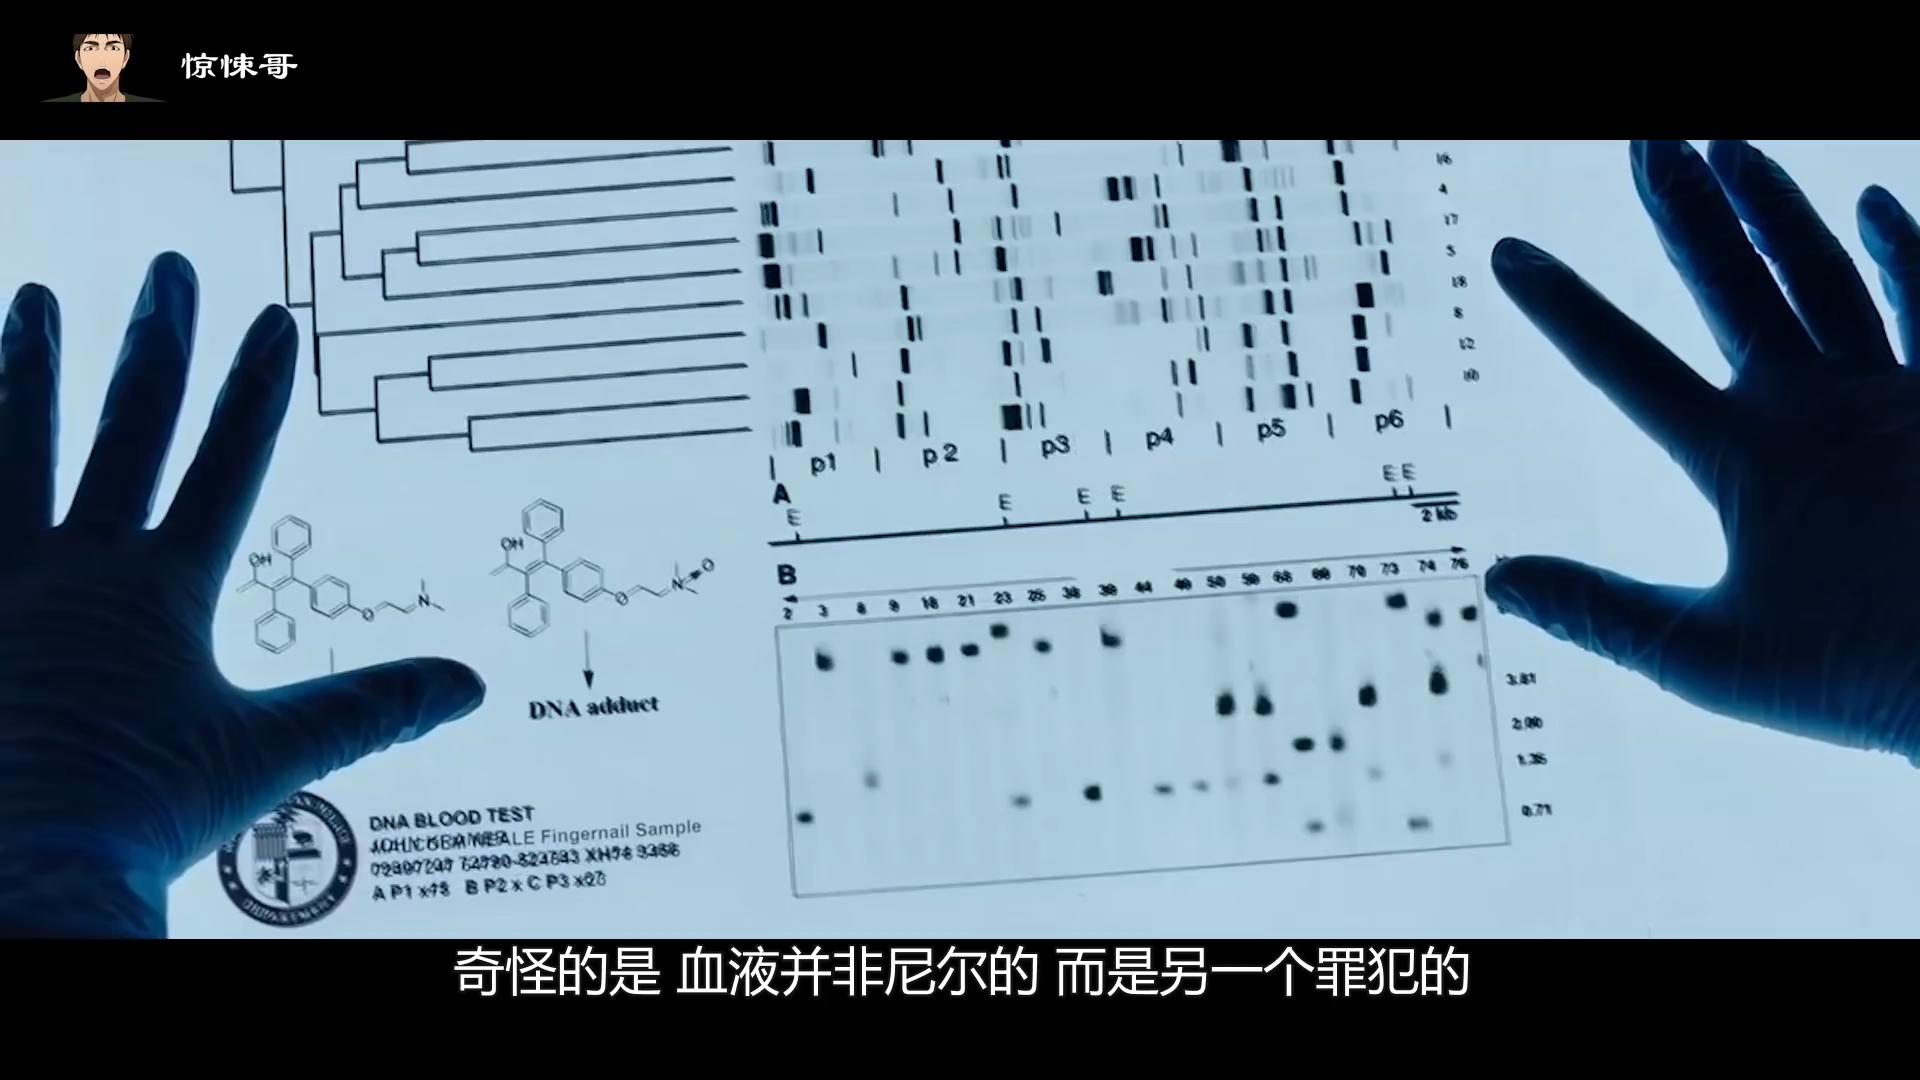 惊悚哥
16
4
17
5
18
8
12
10
p1 p2 p3 p4 p5 p6
A
E E E E E E
2 kb
B
2 3 8 9 18 21 23 25 38 39 44 49 50 59 68 69 70 73 74 76
OH OH
O N O N O
DNA adduct
3.81
2.00
1.35
0.71
DNA BLOOD TEST
Fingernail Sample
DEPARTMENT
奇怪的是 血液并非尼尔的 而是另一个罪犯的